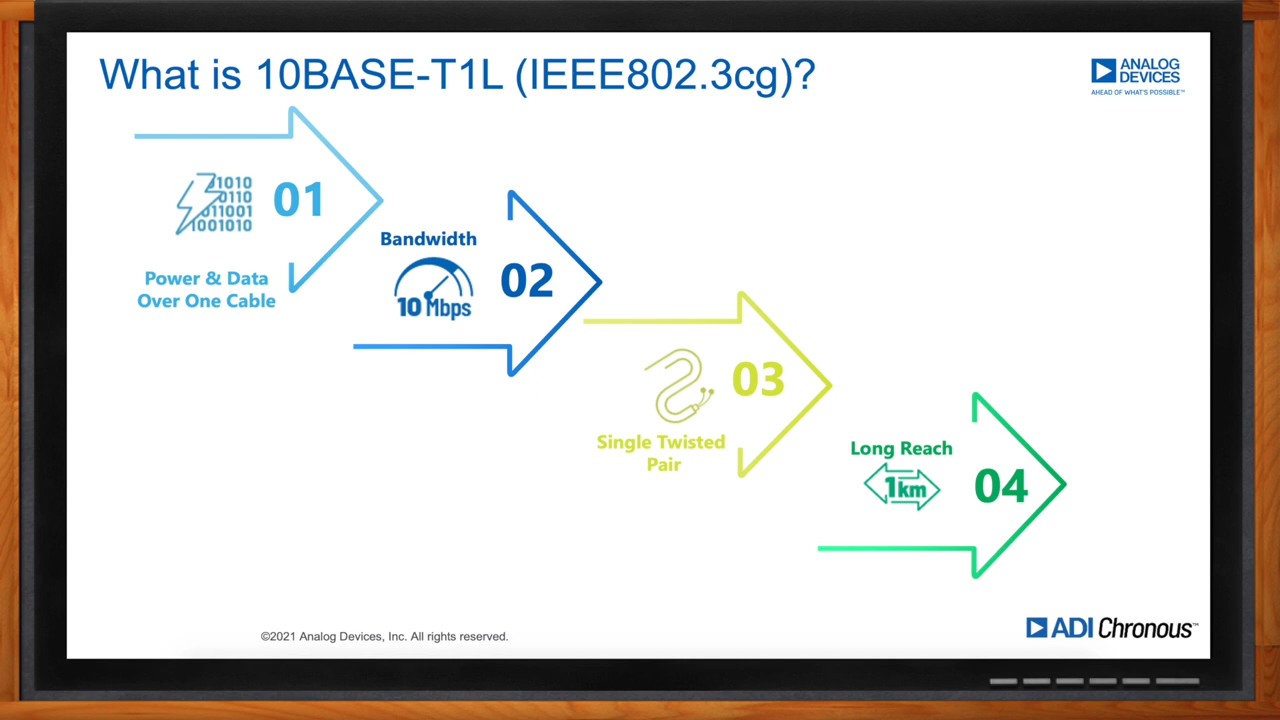 What is 10BASE-T1L (IEEE802.3cg)?
ANALOG
DEVICES
AHEAD OF WHAT'S POSSIBLE™
1010
0110
011001
1001010
01
Power & Data
Over One Cable
Bandwidth
10 Mbps
02
03
Single Twisted
Pair
Long Reach
1km
04
©2021 Analog Devices, Inc. All rights reserved.
ADI Chronous™